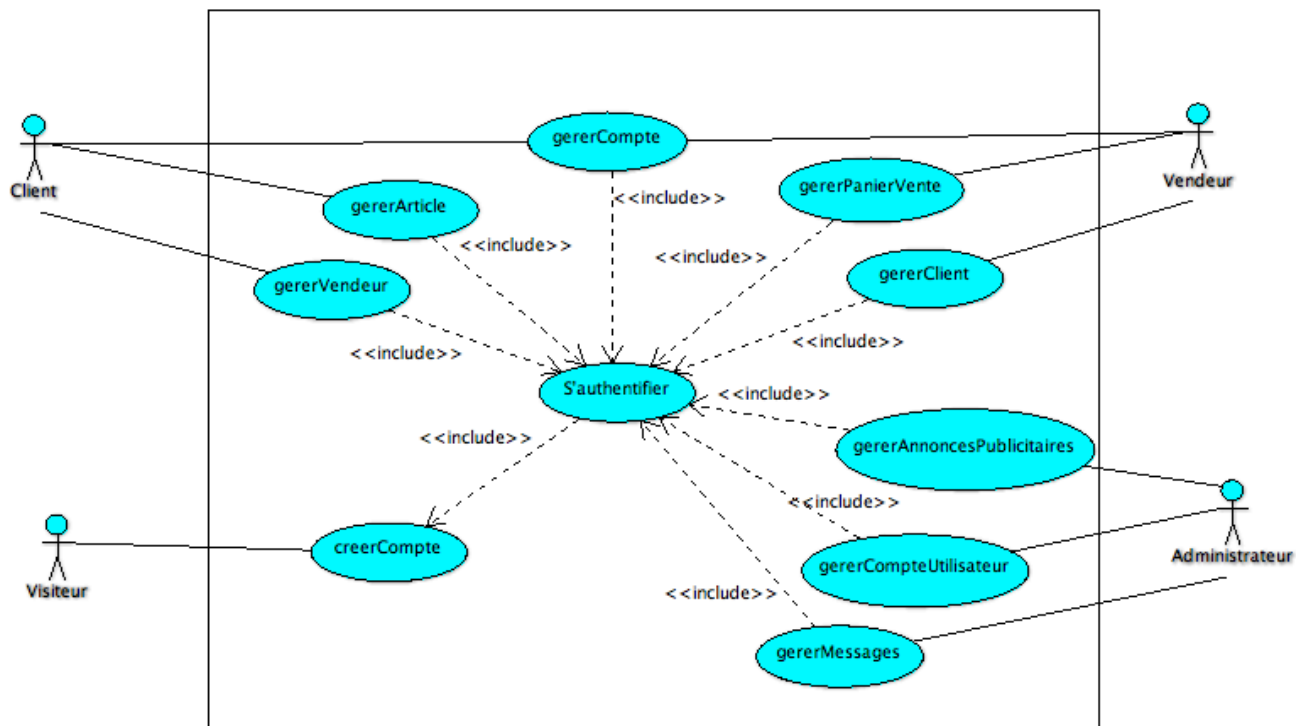 gererCompte
Client
gererArticle
<<include>>
gererPanierVente
Vendeur
<<include>>
<<include>>
gererVendeur
gererClient
<<include>>
<<include>>
S'authentifier
<<include>>
<<include>>
gererAnnoncesPublicitaires
<<include>>
creerCompte
Visiteur
gererCompteUtilisateur
Administrateur
<<include>>
gererMessages